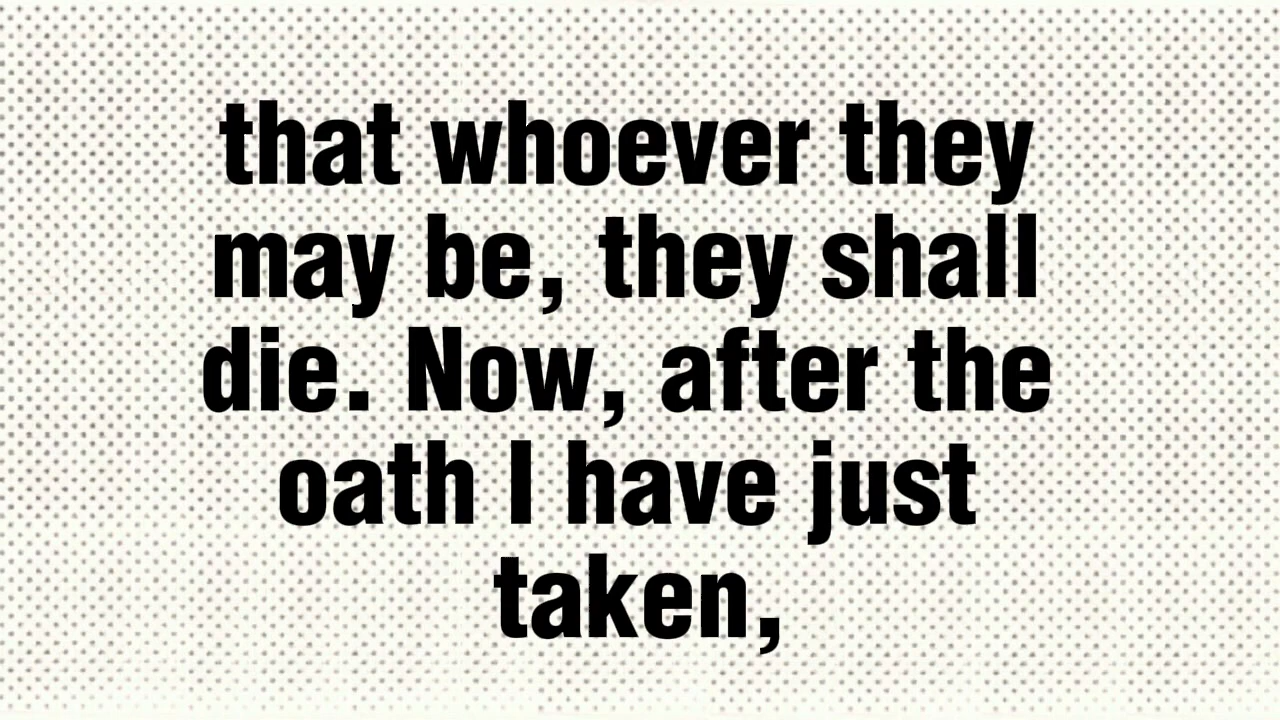 that whoever they
may be, they shall
die. Now, after the
oath I have just
taken,